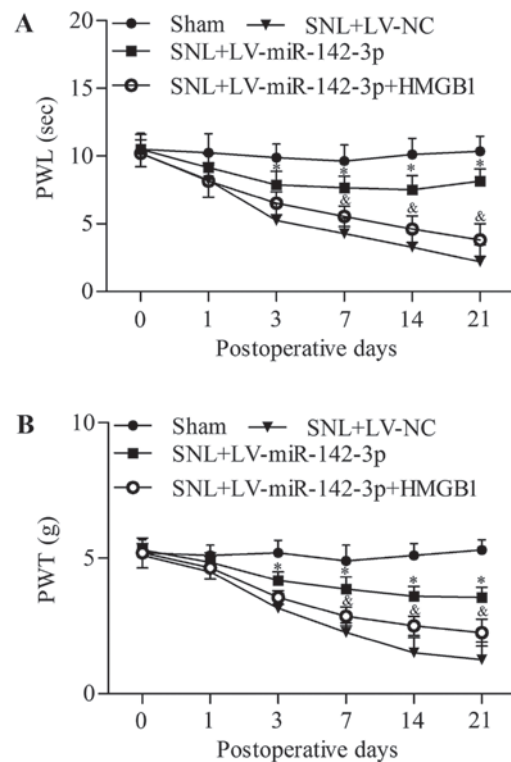 A
Sham SNL+LV-NC
SNL+LV-miR-142-3p
SNL+LV-miR-142-3p+HMGB1
20
15
10
5
0
PWL (sec)
* * * *
& & &
0 1 3 7 14 21
Postoperative days
B
Sham SNL+LV-NC
SNL+LV-miR-142-3p
SNL+LV-miR-142-3p+HMGB1
10
5
0
PWT (g)
* * * *
& & &
0 1 3 7 14 21
Postoperative days